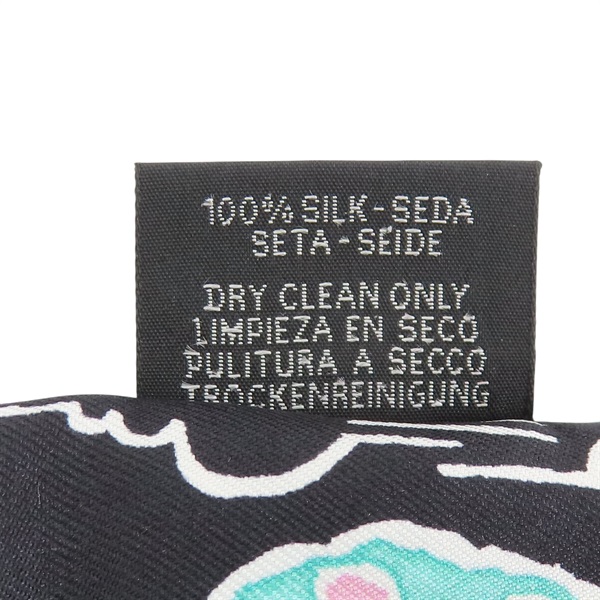 100% SILK-SEDA
SETA-SEIDE
DRY CLEAN ONLY
LIMPIEZA EN SECO
PULITURA A SECCO
TROCKENREINIGUNG